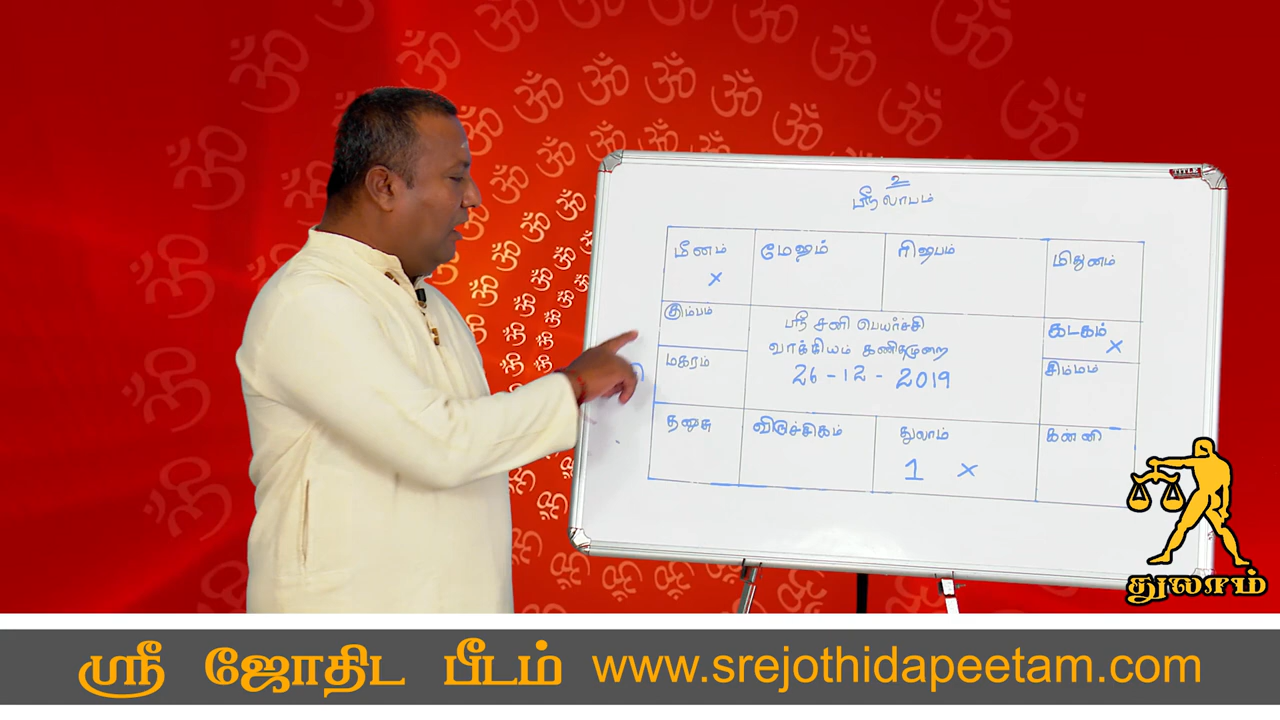 உ
ஸ்ரீ லாபம்
மீனம் மேஷம் ரிஷபம் மிதுனம்
x
கும்பம் ஸ்ரீ சனி பெயர்ச்சி கடகம்
வாக்கியம் கணிதமுறை x
மகரம் 26-12-2019 சிம்மம்
தனுசு விருச்சிகம் துலாம் கன்னி
1 x
துலாம்
ஸ்ரீ ஜோதிட பீடம் www.srejothidapeetam.com